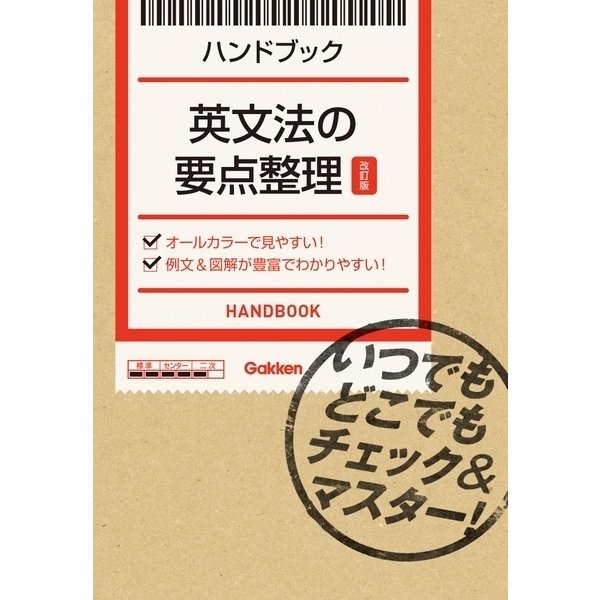 ハンドブック
英文法の
要点整理
改訂版
オールカラーで見やすい！
例文＆図解が豊富でわかりやすい！
HANDBOOK
標準 センター 二次
Gakken
いつでも
どこでも
チェック&
マスター！